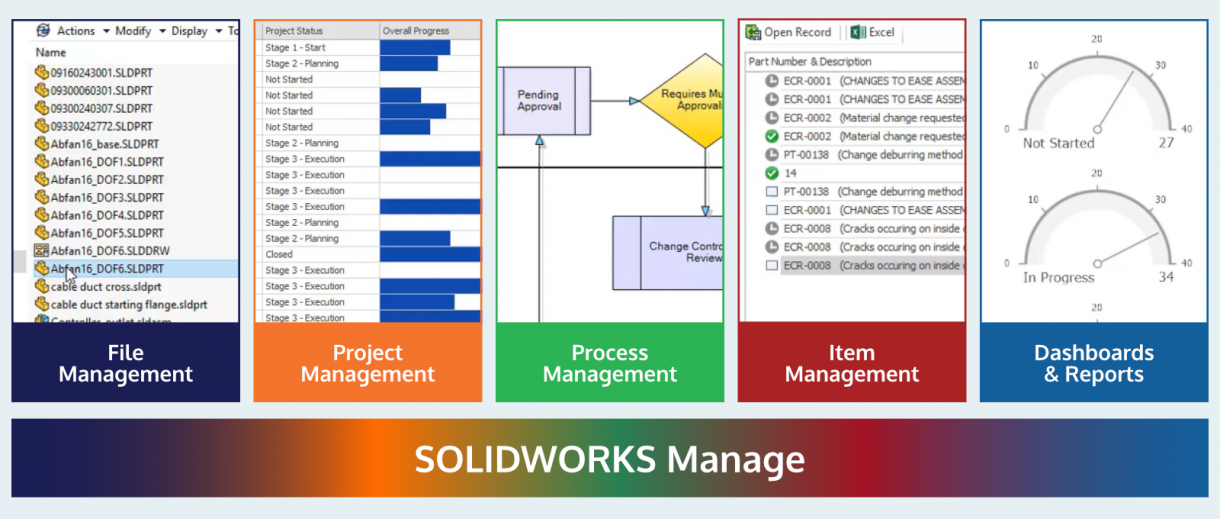 Actions Modify Display
Name
09160243001.SLDPRT
09300060301.SLDPRT
09300240307.SLDPRT
09330242772.SLDPRT
Abfan16_base.SLDPRT
Abfan16_DOF1.SLDPRT
Abfan16_DOF2.SLDPRT
Abfan16_DOF3.SLDPRT
Abfan16_DOF4.SLDPRT
Abfan16_DOF5.SLDPRT
Abfan16_DOF6.SLDDRW
Abfan16_DOF6.SLDPRT
cable duct cross.sldprt
cable duct starting flange.sldprt
File
Management
Project Status Overall Progress
Stage 1 - Start
Stage 2 - Planning
Not Started
Not Started
Not Started
Not Started
Stage 2 - Planning
Stage 3 - Execution
Stage 3 - Execution
Stage 3 - Execution
Stage 3 - Execution
Stage 2 - Planning
Stage 2 - Planning
Closed
Stage 3 - Execution
Stage 3 - Execution
Stage 3 - Execution
Stage 3 - Execution
Project
Management
Pending
Approval
Requires Mu
Approval
Change Contro
Review
Process
Management
Open Record Excel
Part Number & Description
ECR-0001 (CHANGES TO EASE ASSEM
ECR-0001 (CHANGES TO EASE ASSEM
ECR-0002 (Material change requested
ECR-0002 (Material change requested
PT-00138 (Change deburring method
14
PT-00138 (Change deburring method
ECR-0001 (CHANGES TO EASE ASSEM
ECR-0008 (Cracks occuring on inside
ECR-0008 (Cracks occuring on inside
ECR-0008 (Cracks occuring on inside
Item
Management
20
10 30
0 40
Not Started 27
20
10 30
0 40
In Progress 34
20
Dashboards
& Reports
SOLIDWORKS Manage